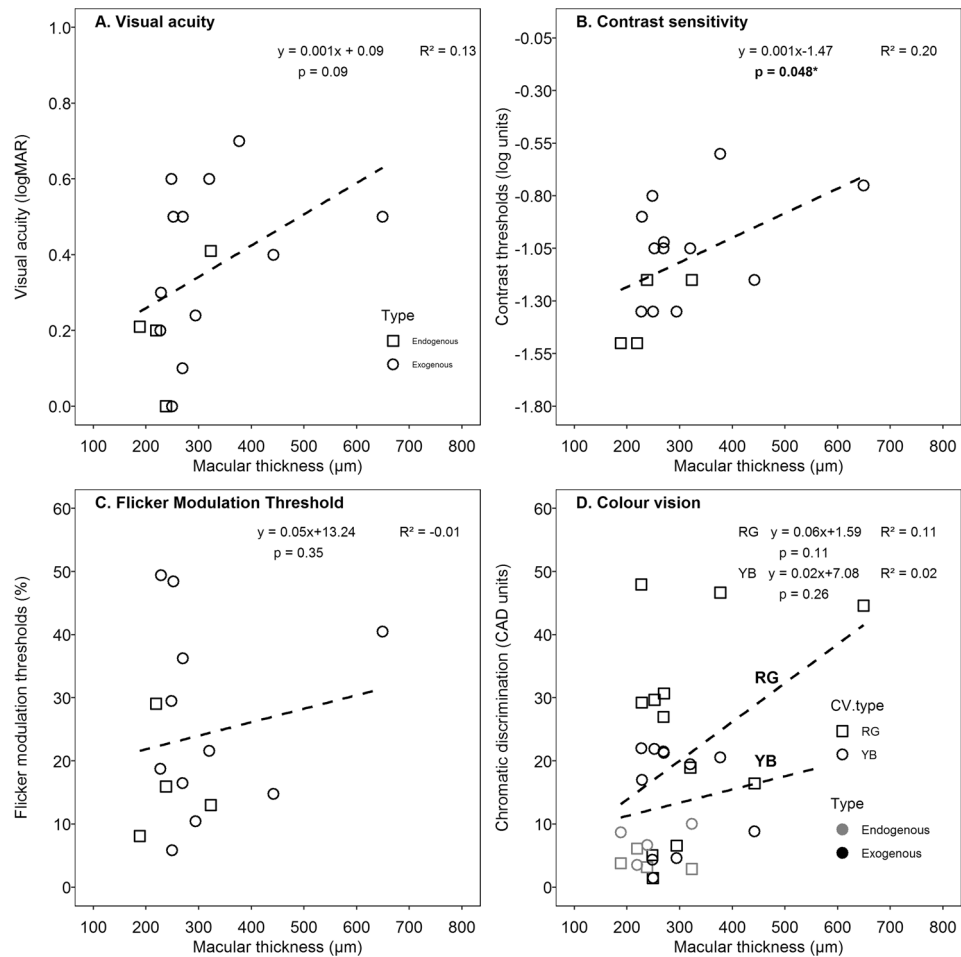 A. Visual acuity
y = 0.001x + 0.09 R² = 0.13
p = 0.09
Visual acuity (logMAR)
1.0
0.8
0.6
0.4
0.2
0.0
Type
Endogenous
Exogenous
100 200 300 400 500 600 700 800
Macular thickness (µm)
B. Contrast sensitivity
y = 0.001x-1.47 R² = 0.20
p = 0.048*
Contrast thresholds (log units)
-0.05
-0.30
-0.55
-0.80
-1.05
-1.30
-1.55
-1.80
100 200 300 400 500 600 700 800
Macular thickness (µm)
C. Flicker Modulation Threshold
y = 0.05x+13.24 R² = -0.01
p = 0.35
Flicker modulation thresholds (%)
60
50
40
30
20
10
0
100 200 300 400 500 600 700 800
Macular thickness (µm)
D. Colour vision
RG y = 0.06x+1.59 R² = 0.11
p = 0.11
YB y = 0.02x+7.08 R² = 0.02
p = 0.26
Chromatic discrimination (CAD units)
60
50
40
30
20
10
0
RG
YB
CV.type
RG
YB
Type
Endogenous
Exogenous
100 200 300 400 500 600 700 800
Macular thickness (µm)